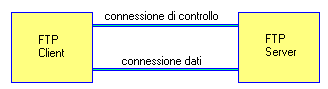 connessione di controllo
FTP
Client
FTP
Server
connessione dati